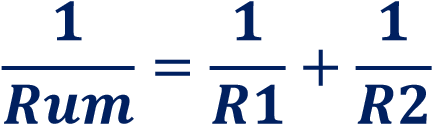 1/Rum = 1/R1 + 1/R2